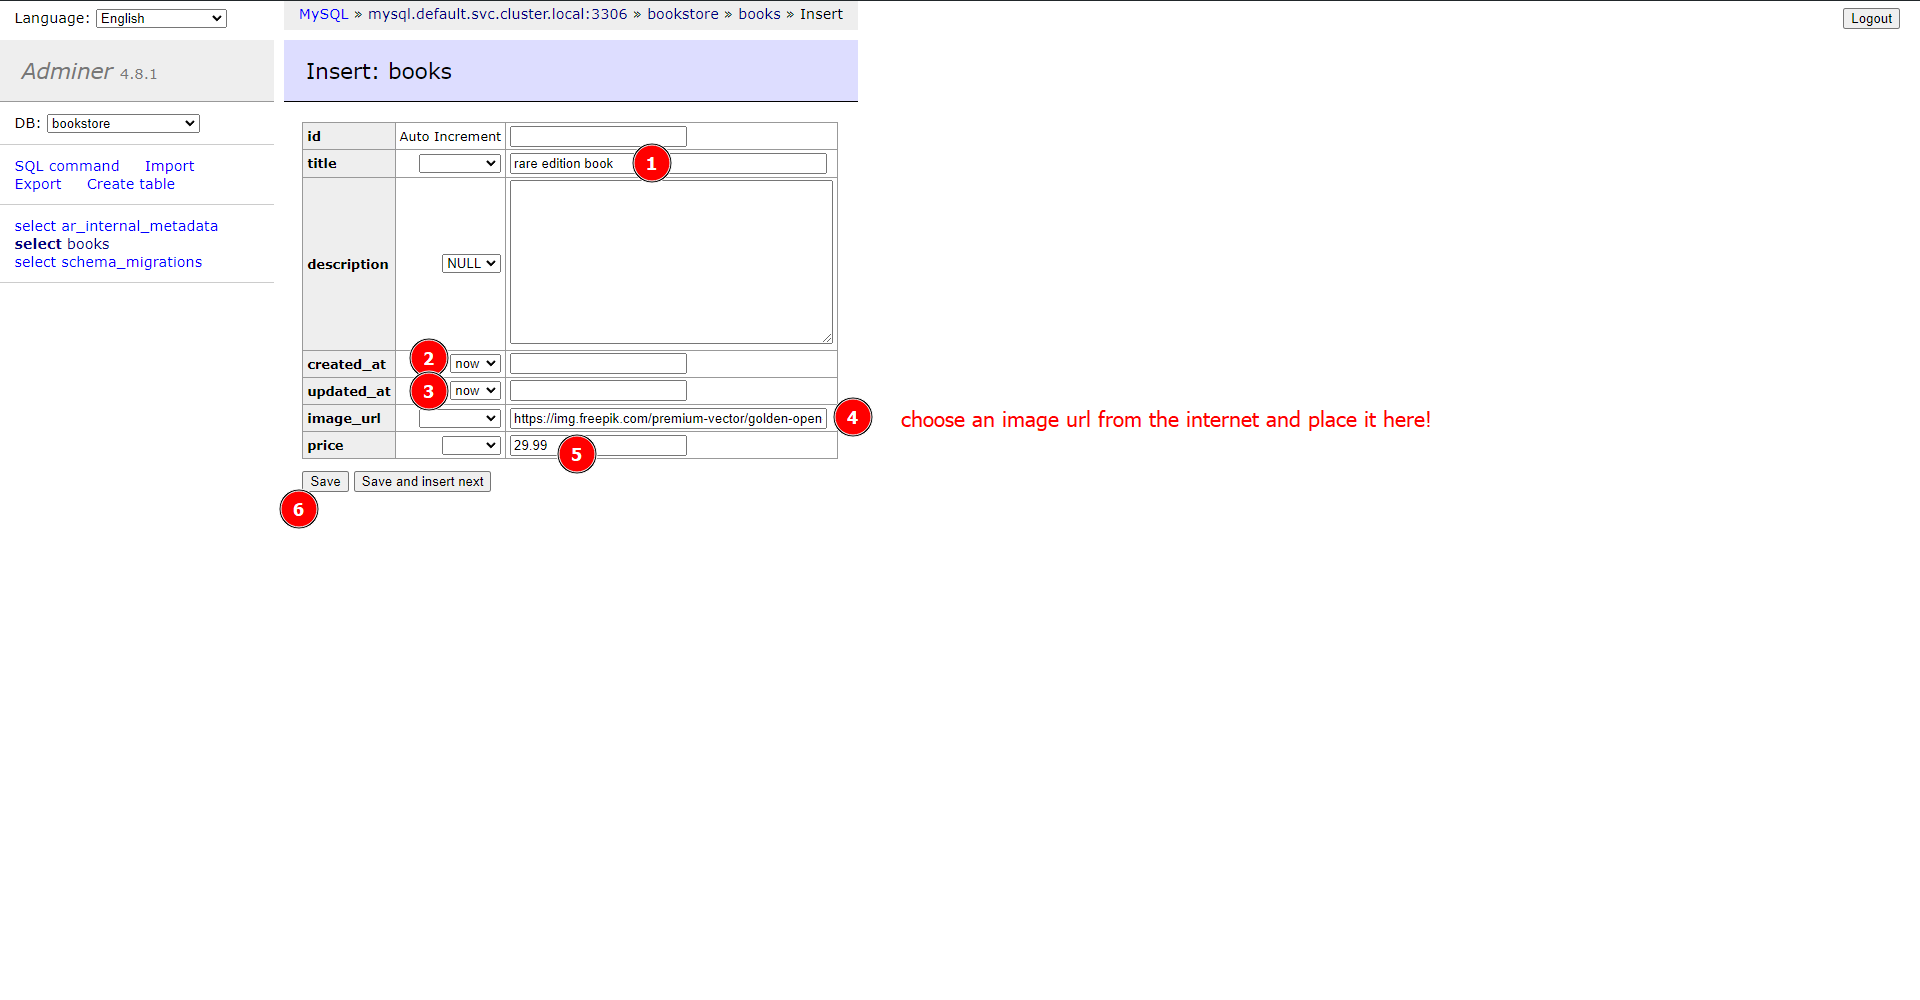 Language: English
MySQL » mysql.default.svc.cluster.local:3306 » bookstore » books » Insert
Logout
Adminer 4.8.1
Insert: books
DB: bookstore
SQL command Import
Export Create table
select ar_internal_metadata
select books
select schema_migrations
id Auto Increment
title rare edition book 1
description NULL
created_at 2 now
updated_at 3 now
image_url https://img.freepik.com/premium-vector/golden-open 4 choose an image url from the internet and place it here!
price 29.99 5
Save Save and insert next
6